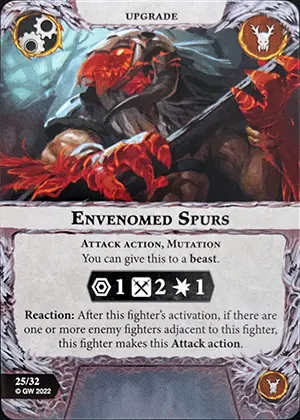 UPGRADE
ENVENOMED SPURS
ATTACK ACTION, MUTATION
You can give this to a beast.
1 2 1
Reaction: After this fighter's activation, if there are
one or more enemy fighters adjacent to this fighter,
this fighter makes this Attack action.
25/32
© GW 2022